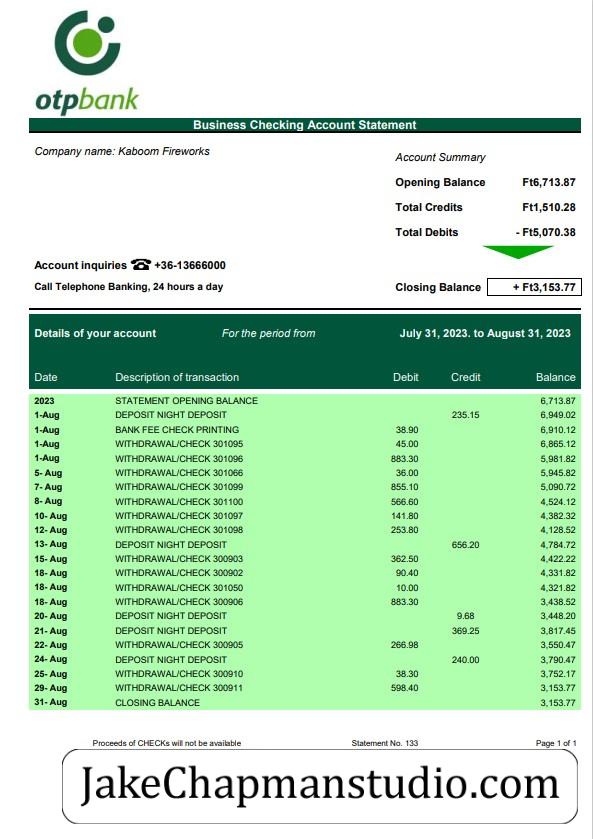 otpbank
Business Checking Account Statement
Company name: Kaboom Fireworks
Account Summary
Opening Balance Ft6,713.87
Total Credits Ft1,510.28
Total Debits - Ft5,070.38
Account inquiries ☎ +36-13666000
Call Telephone Banking, 24 hours a day
Closing Balance + Ft3,153.77
Details of your account For the period from July 31, 2023. to August 31, 2023
Date Description of transaction Debit Credit Balance
2023 STATEMENT OPENING BALANCE 6,713.87
1-Aug DEPOSIT NIGHT DEPOSIT 235.15 6,949.02
1-Aug BANK FEE CHECK PRINTING 38.90 6,910.12
1-Aug WITHDRAWAL/CHECK 301095 45.00 6,865.12
1-Aug WITHDRAWAL/CHECK 301096 883.30 5,981.82
5- Aug WITHDRAWAL/CHECK 301066 36.00 5,945.82
7- Aug WITHDRAWAL/CHECK 301099 855.10 5,090.72
8- Aug WITHDRAWAL/CHECK 301100 566.60 4,524.12
10- Aug WITHDRAWAL/CHECK 301097 141.80 4,382.32
12- Aug WITHDRAWAL/CHECK 301098 253.80 4,128.52
13- Aug DEPOSIT NIGHT DEPOSIT 656.20 4,784.72
15- Aug WITHDRAWAL/CHECK 300903 362.50 4,422.22
18- Aug WITHDRAWAL/CHECK 300902 90.40 4,331.82
18- Aug WITHDRAWAL/CHECK 301050 10.00 4,321.82
18- Aug WITHDRAWAL/CHECK 300906 883.30 3,438.52
20- Aug DEPOSIT NIGHT DEPOSIT 9.68 3,448.20
21- Aug DEPOSIT NIGHT DEPOSIT 369.25 3,817.45
22- Aug WITHDRAWAL/CHECK 300905 266.98 3,550.47
24- Aug DEPOSIT NIGHT DEPOSIT 240.00 3,790.47
25- Aug WITHDRAWAL/CHECK 300910 38.30 3,752.17
29- Aug WITHDRAWAL/CHECK 300911 598.40 3,153.77
31- Aug CLOSING BALANCE 3,153.77
Proceeds of CHECKs will not be available Statement No. 133 Page 1 of 1
JakeChapmanstudio.com